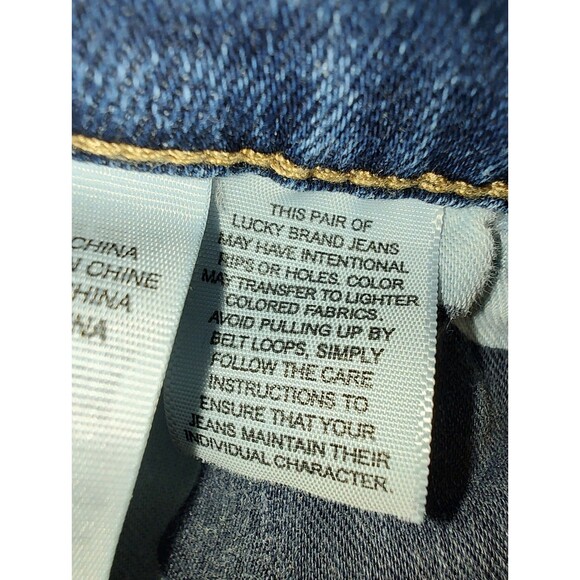 CHINA
CHINE
CHINA
THIS PAIR OF
LUCKY BRAND JEANS
MAY HAVE INTENTIONAL
RIPS OR HOLES. COLOR
MAY TRANSFER TO LIGHTER
COLORED FABRICS.
AVOID PULLING UP BY
BELT LOOPS, SIMPLY
FOLLOW THE CARE
INSTRUCTIONS TO
ENSURE THAT YOUR
JEANS MAINTAIN THEIR
INDIVIDUAL CHARACTER.